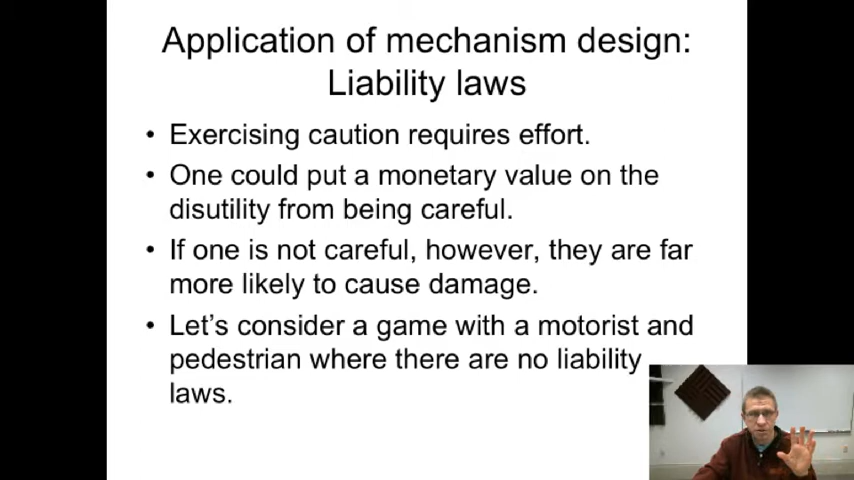 Application of mechanism design:
Liability laws
• Exercising caution requires effort.
• One could put a monetary value on the
disutility from being careful.
• If one is not careful, however, they are far
more likely to cause damage.
• Let's consider a game with a motorist and
pedestrian where there are no liability
laws.